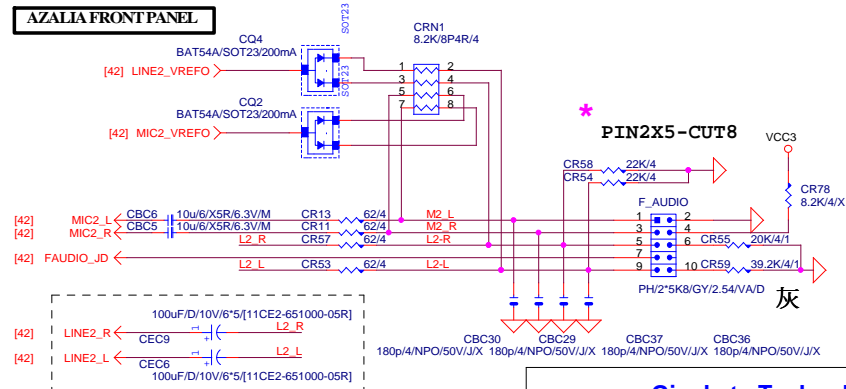 AZALIA FRONT PANEL
SOT23
CQ4
BAT54A/SOT23/200mA
CRN1
8.2K/8P4R/4
[42] LINE2_VREFO
1 2
3 4
5 6
7 8
SOT23
CQ2
BAT54A/SOT23/200mA
[42] MIC2_VREFO
*
PIN2X5-CUT8
VCC3
CR58 22K/4
CR54 22K/4
CR78
8.2K/4/X
F_AUDIO
[42] MIC2_L CBC6 10u/6/X5R/6.3V/M CR13 62/4 M2_L 1 2
[42] MIC2_R CBC5 10u/6/X5R/6.3V/M CR11 62/4 M2_R 3 4
L2_R CR57 62/4 L2-R 5 6 CR55 20K/4/1
[42] FAUDIO_JD 7
L2_L CR53 62/4 L2-L 9 10 CR59 39.2K/4/1
PH/2*5K8/GY/2.54/VA/D
灰
100uF/D/10V/6*5/[11CE2-651000-05R]
[42] LINE2_R 1 + L2_R
CEC9
[42] LINE2_L 1 + L2_L
CEC6
100uF/D/10V/6*5/[11CE2-651000-05R]
CBC30 CBC29 CBC37 CBC36
180p/4/NPO/50V/J/X 180p/4/NPO/50V/J/X 180p/4/NPO/50V/J/X 180p/4/NPO/50V/J/X